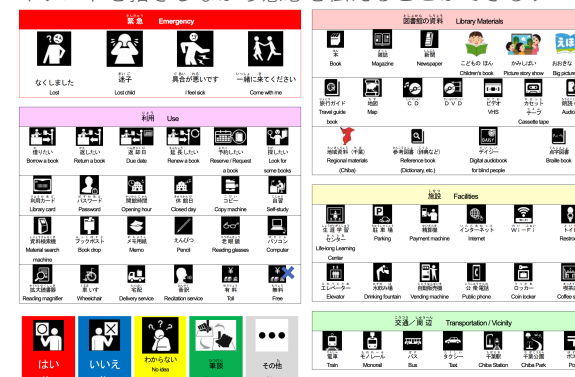 緊急 Emergency
なくしました 迷子 具合が悪いです 一緒に来てください
Lost Lost child I feel sick Come with me
利用 Use
借りたい 返したい 返却日 延長したい 予約したい 探したい
Borrow a book Return a book Due date Renew a book Reserve / Request a book Look for some books
利用カード パスワード 開館時間 休館日 コピー 自習
Library card Password Opening hour Closed day Copy machine Self-study
資料検索機 ブックポスト メモ用紙 えんぴつ 老眼鏡 パソコン
Material search machine Book drop Memo Pencil Reading glasses Computer
拡大読書器 車いす 宅配 音訳 有料 無料
Reading magnifier Wheelchair Delivery service Recitation service Toll Free
はい いいえ わからない 筆談 その他
No idea
図書館の資料 Library Materials
本 雑誌 新聞 こどもの ほん かみしばい おおきな
Book Magazine Newspaper Children's book Picture story show Big picture
旅行ガイド 地図 CD DVD ビデオ カセットテープ
Travel guide book Map VHS Cassette tape Audio
地域資料(千葉) 参考図書(辞典など) デイジー 点字図書
Regional materials (Chiba) Reference book (Dictionary, etc.) Digital audiobook for blind people Braille book
施設 Facilities
生涯学習センター 駐車場 精算機 インターネット Wi-Fi
Life-long Learning Center Parking Payment machine Internet
エレベーター 水飲み場 自動販売機 公衆電話 ロッカー
Elevator Drinking fountain Vending machine Public phone Coin locker Coffee
交通/周辺 Transportation / Vicinity
電車 モノレール バス タクシー 千葉駅 千葉公園
Train Monorail Bus Taxi Chiba Station Chiba Park